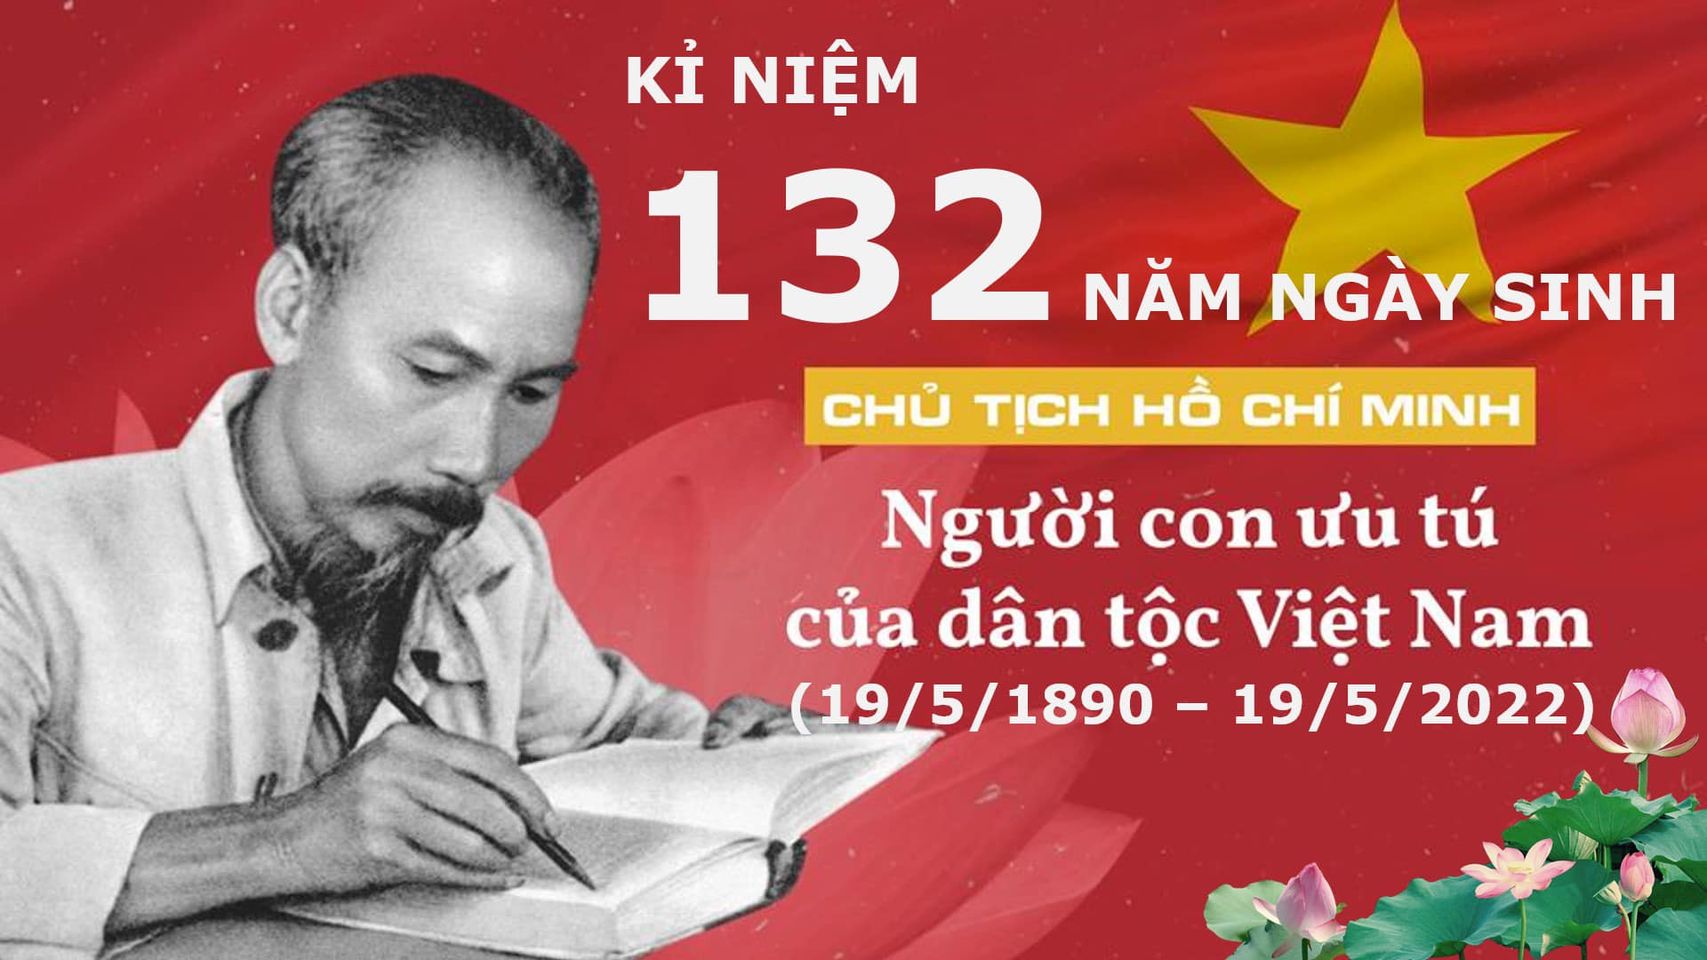 KỈ NIỆM
132 NĂM NGÀY SINH
CHỦ TỊCH HỒ CHÍ MINH
Người con ưu tú
của dân tộc Việt Nam
(19/5/1890 – 19/5/2022)